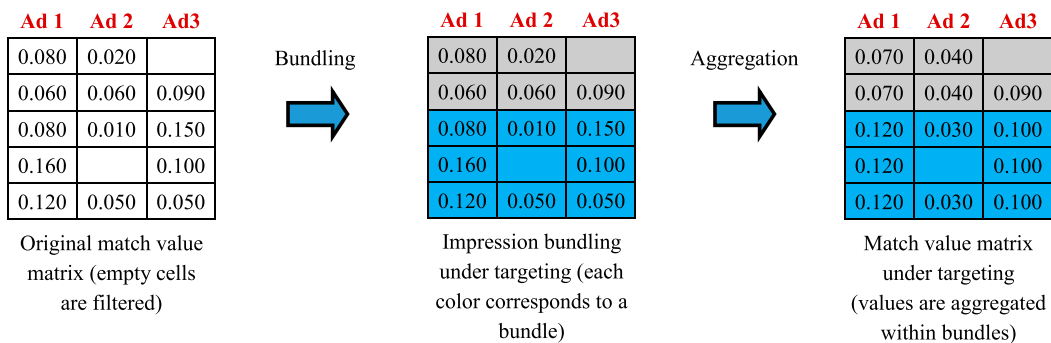 Ad 1 Ad 2 Ad3
0.080 0.020
0.060 0.060 0.090
0.080 0.010 0.150
0.160 0.100
0.120 0.050 0.050
Original match value
matrix (empty cells
are filtered)
Bundling
Ad 1 Ad 2 Ad3
0.080 0.020
0.060 0.060 0.090
0.080 0.010 0.150
0.160 0.100
0.120 0.050 0.050
Impression bundling
under targeting (each
color corresponds to a
bundle)
Aggregation
Ad 1 Ad 2 Ad3
0.070 0.040
0.070 0.040 0.090
0.120 0.030 0.100
0.120 0.100
0.120 0.030 0.100
Match value matrix
under targeting
(values are aggregated
within bundles)